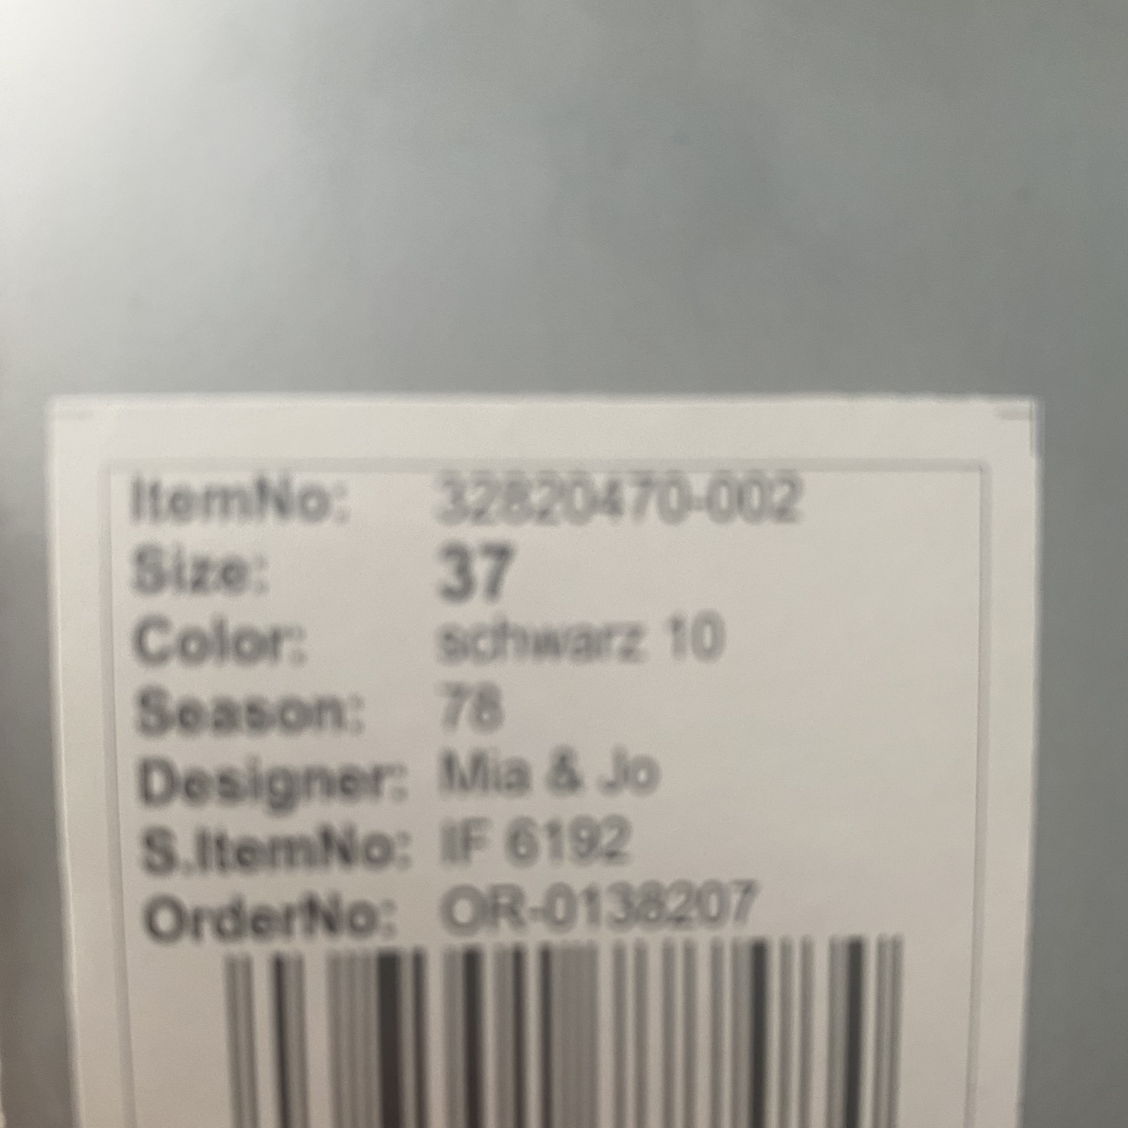 ItemNo: 32820470-002
Size: 37
Color: schwarz 10
Season: 78
Designer: Mia & Jo
S.ItemNo: IF 6192
OrderNo: OR-0138207